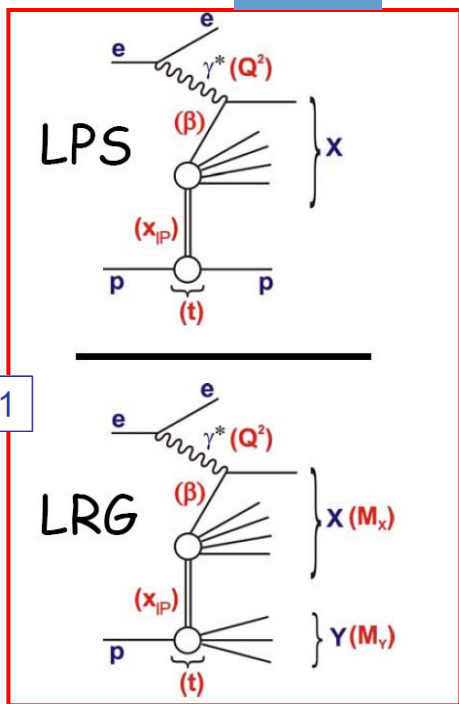 e
e
γ* (Q²)
(β)
LPS
X
(x_IP)
p
p
(t)
1
e
e
γ* (Q²)
(β)
LRG
X (M_X)
(x_IP)
Y(M_Y)
p
(t)